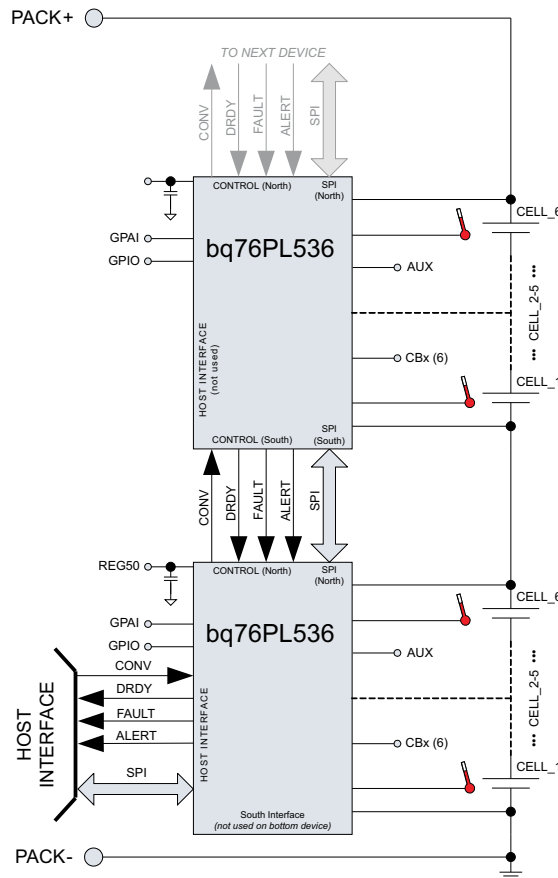 PACK+
TO NEXT DEVICE
CONV
DRDY
FAULT
ALERT
SPI
CONTROL (North)
SPI
(North)
CELL_6
GPAI
GPIO
bq76PL536
AUX
CELL_2-5 ...
...
HOST INTERFACE
(not used)
CBx (6)
CELL_1
SPI
(South)
CONTROL (South)
CONV
DRDY
FAULT
ALERT
SPI
REG50
CONTROL (North)
SPI
(North)
CELL_6
GPAI
GPIO
bq76PL536
AUX
CONV
DRDY
FAULT
ALERT
SPI
HOST
INTERFACE
HOST INTERFACE
CELL_2-5 ...
...
CBx (6)
CELL_1
South Interface
(not used on bottom device)
PACK-